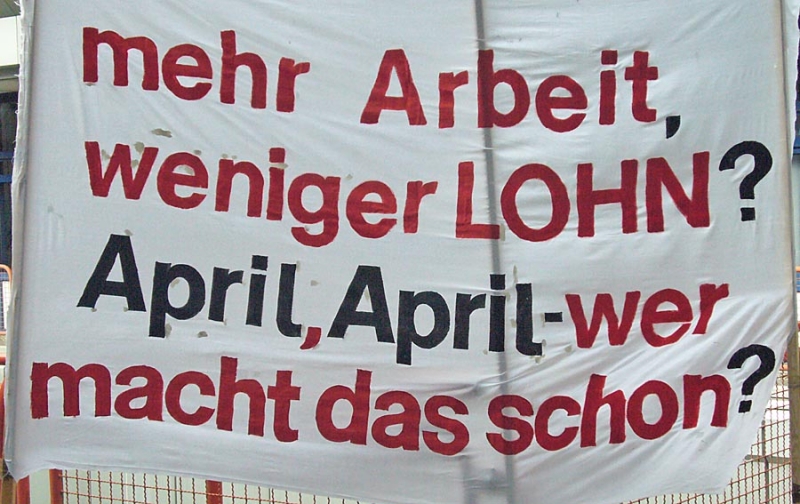 mehr Arbeit,
weniger LOHN?
April, April-wer
macht das schon?